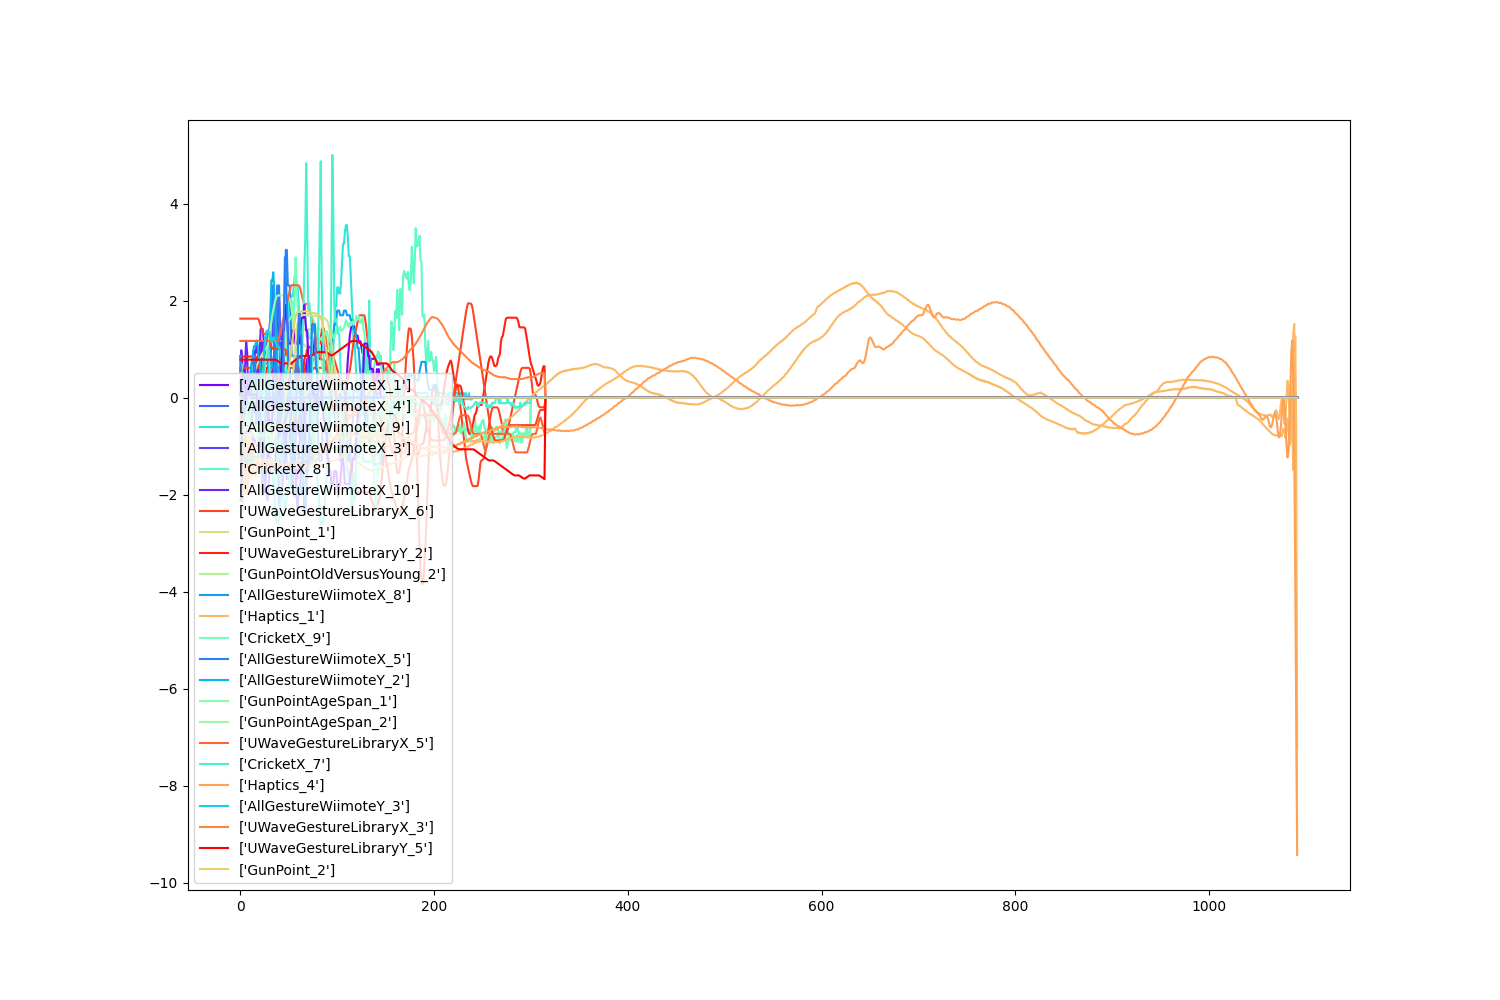 4
2
0
−2
−4
−6
−8
−10
['AllGestureWiimoteX_1']
['AllGestureWiimoteX_4']
['AllGestureWiimoteY_9']
['AllGestureWiimoteX_3']
['CricketX_8']
['AllGestureWiimoteX_10']
['UWaveGestureLibraryX_6']
['GunPoint_1']
['UWaveGestureLibraryY_2']
['GunPointOldVersusYoung_2']
['AllGestureWiimoteX_8']
['Haptics_1']
['CricketX_9']
['AllGestureWiimoteX_5']
['AllGestureWiimoteY_2']
['GunPointAgeSpan_1']
['GunPointAgeSpan_2']
['UWaveGestureLibraryX_5']
['CricketX_7']
['Haptics_4']
['AllGestureWiimoteY_3']
['UWaveGestureLibraryX_3']
['UWaveGestureLibraryY_5']
['GunPoint_2']
0 200 400 600 800 1000